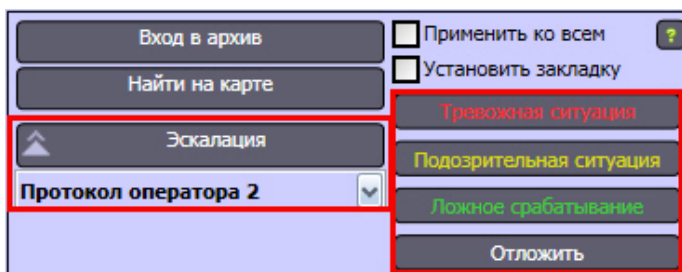 Вход в архив
Найти на карте
Эскалация
Протокол оператора 2
Применить ко всем
?
Установить закладку
Тревожная ситуация
Подозрительная ситуация
Ложное срабатывание
Отложить